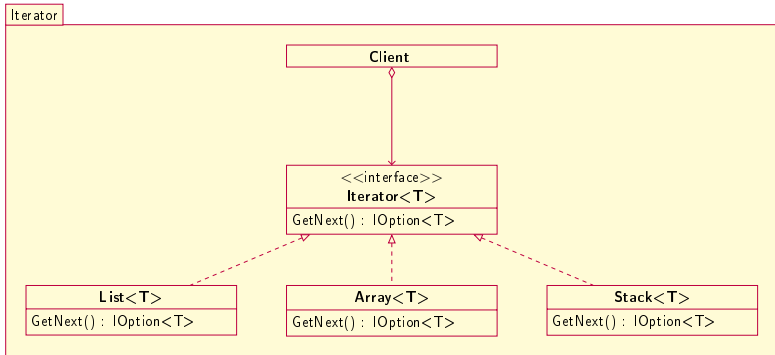 Iterator
Client
<<interface>>
Iterator<T>
GetNext() : IOption<T>
List<T>
GetNext() : IOption<T>
Array<T>
GetNext() : IOption<T>
Stack<T>
GetNext() : IOption<T>